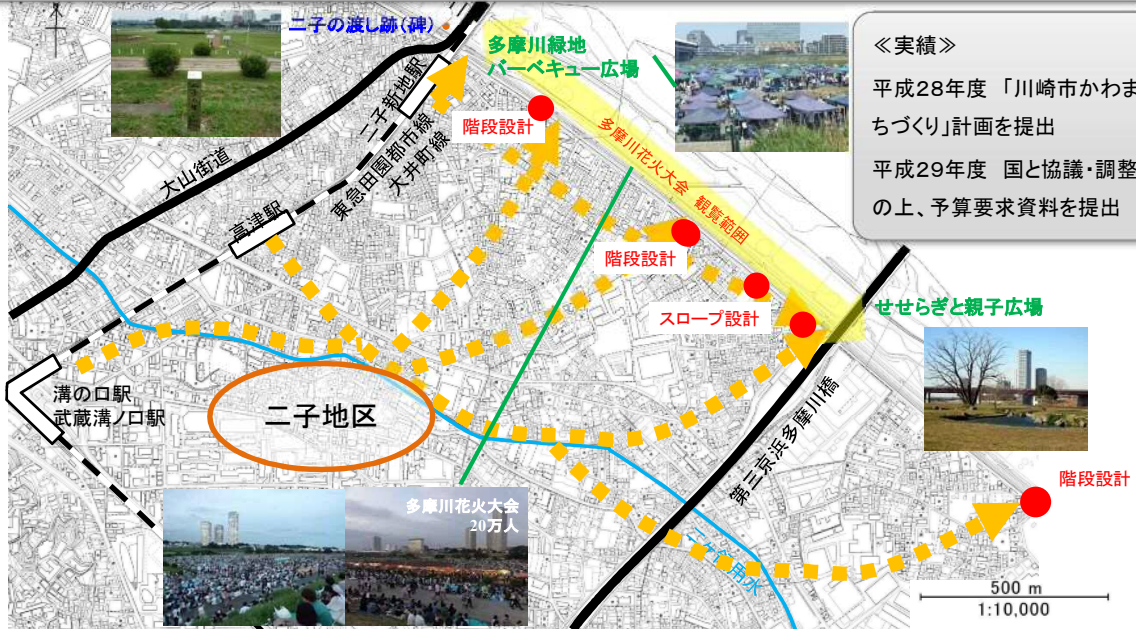 二子の渡し跡(碑)
多摩川緑地
バーベキュー広場
≪実績≫
平成28年度 「川崎市かわま
ちづくり」計画を提出
平成29年度 国と協議・調整
の上、予算要求資料を提出
二子新地駅
階段設計
大山街道
東急田園都市線
大井町線
多摩川花火大会 観覧範囲
高津駅
階段設計
スロープ設計
せせらぎと親子広場
溝の口駅
武蔵溝ノ口駅
二子地区
第三京浜多摩川橋
階段設計
多摩川花火大会
20万人
二ヶ領用水
500 m
1:10,000